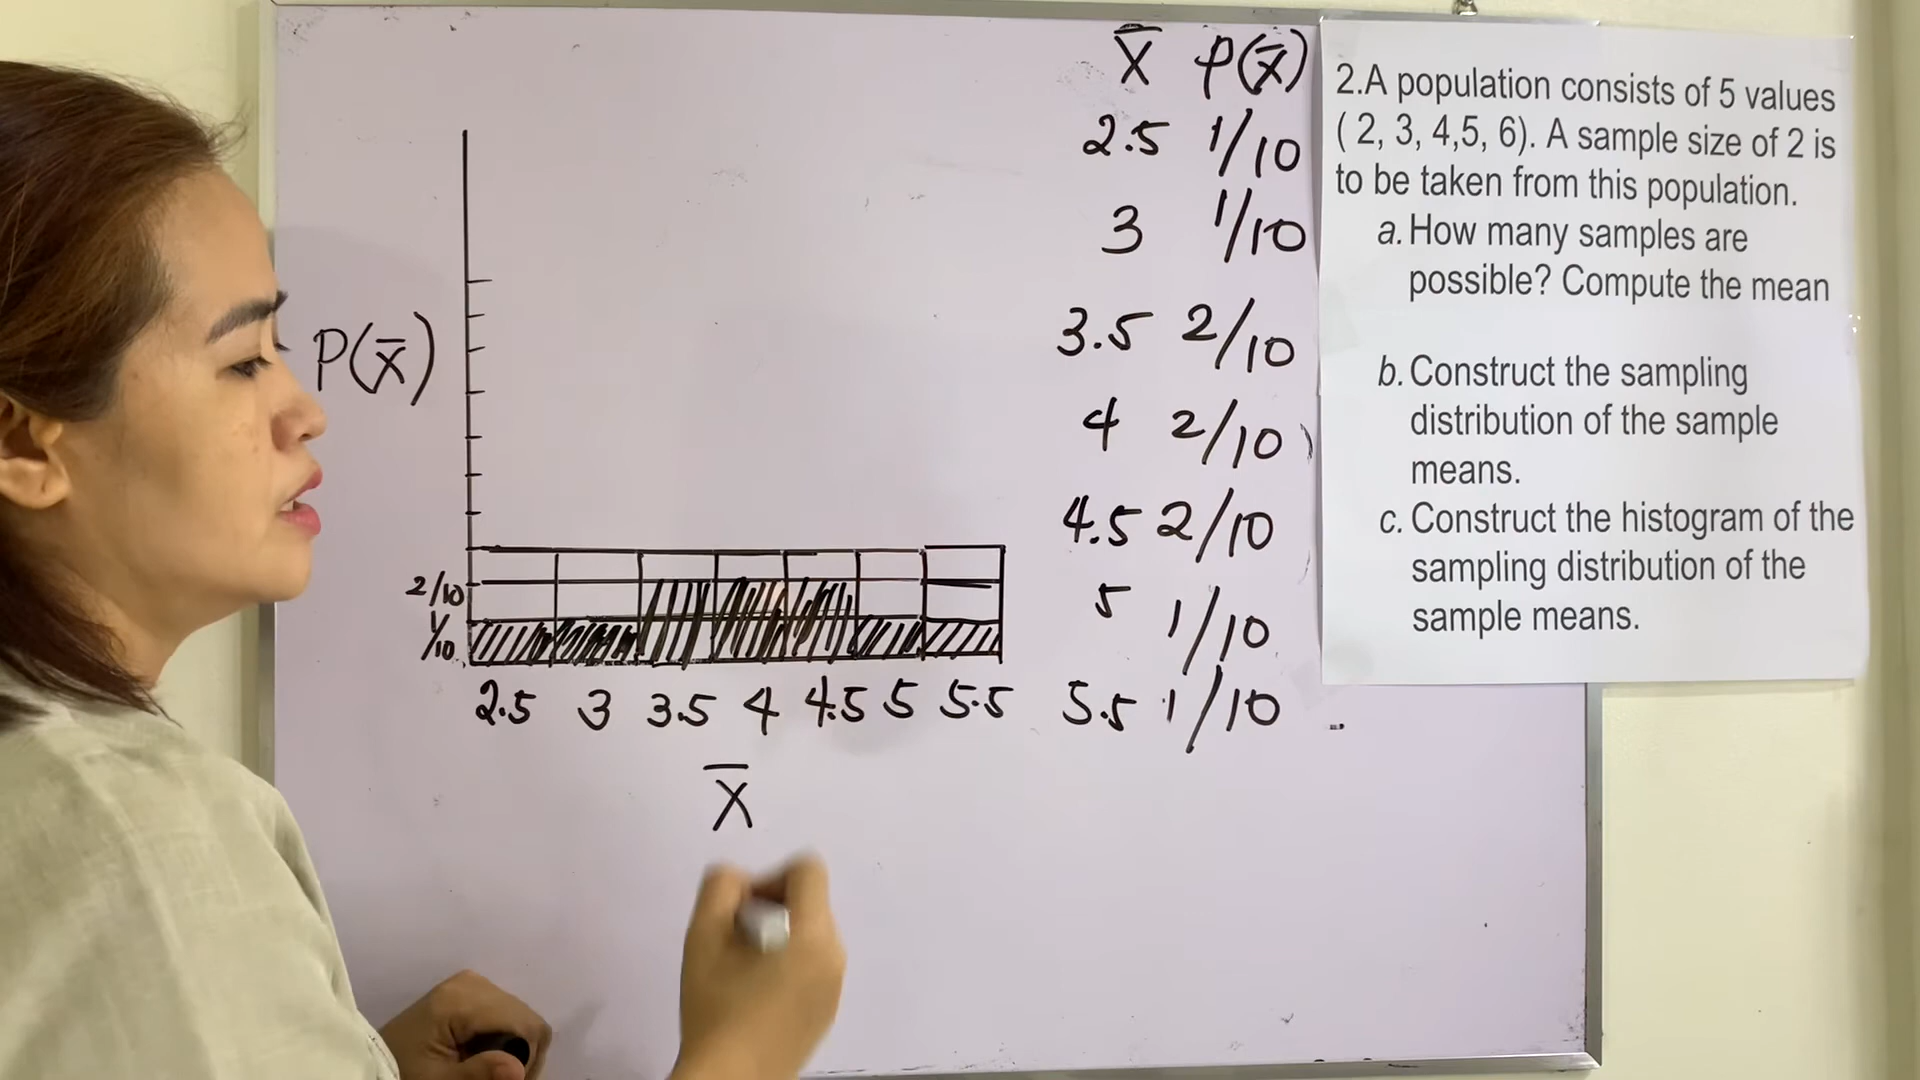 X̄ P(x̄)
2.5 1/10
3 1/10
3.5 2/10
4 2/10
4.5 2/10
5 1/10
5.5 1/10
P(x̄)
2/10
1/10
2.5 3 3.5 4 4.5 5 5.5
X̄
2.A population consists of 5 values
( 2, 3, 4,5, 6). A sample size of 2 is
to be taken from this population.
a. How many samples are
possible? Compute the mean
b. Construct the sampling
distribution of the sample
means.
c. Construct the histogram of the
sampling distribution of the
sample means.